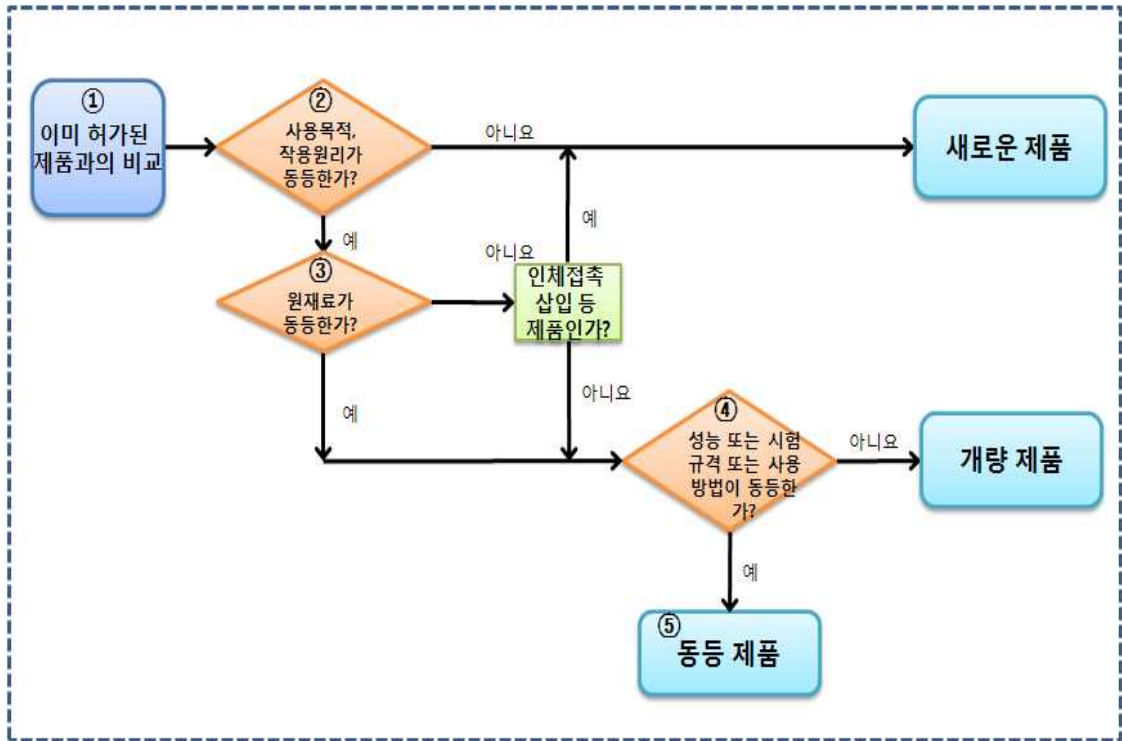 ①
이미 허가된
제품과의 비교
②
사용목적,
작용원리가
동등한가?
아니요
새로운 제품
예
예
아니요
③
원재료가
동등한가?
인체접촉
삽입 등
제품인가?
예
아니요
④
성능 또는 시험
규격 또는 사용
방법이 동등한
가?
아니요
개량 제품
예
⑤
동등 제품